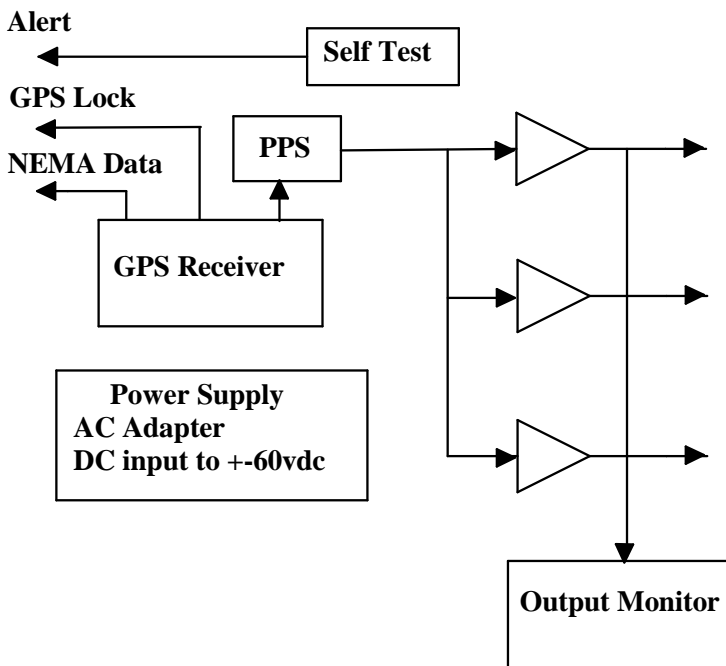 Alert
Self Test
GPS Lock
PPS
NEMA Data
GPS Receiver
Power Supply
AC Adapter
DC input to +-60vdc
Output Monitor